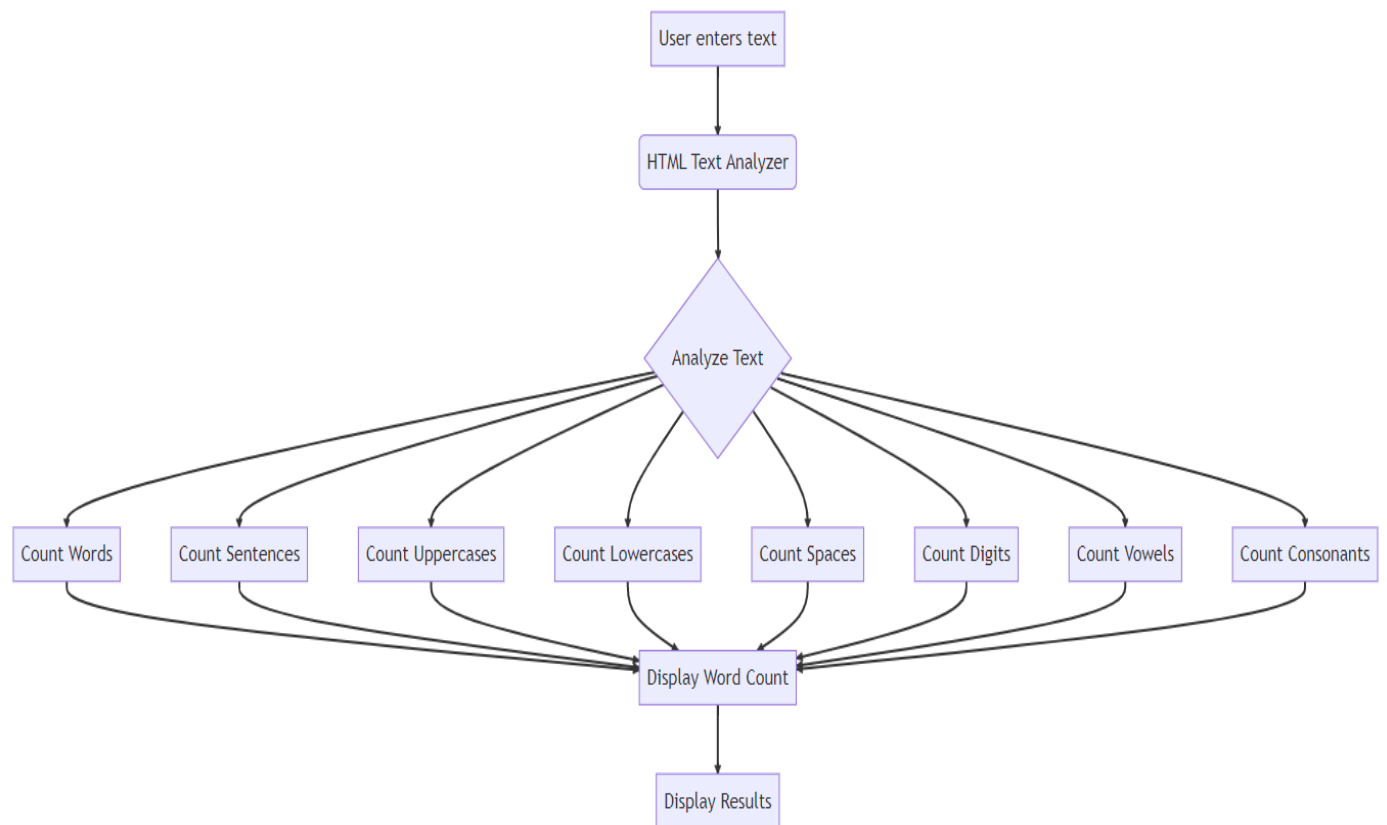 User enters text
HTML Text Analyzer
Analyze Text
Count Words
Count Sentences
Count Uppercases
Count Lowercases
Count Spaces
Count Digits
Count Vowels
Count Consonants
Display Word Count
Display Results